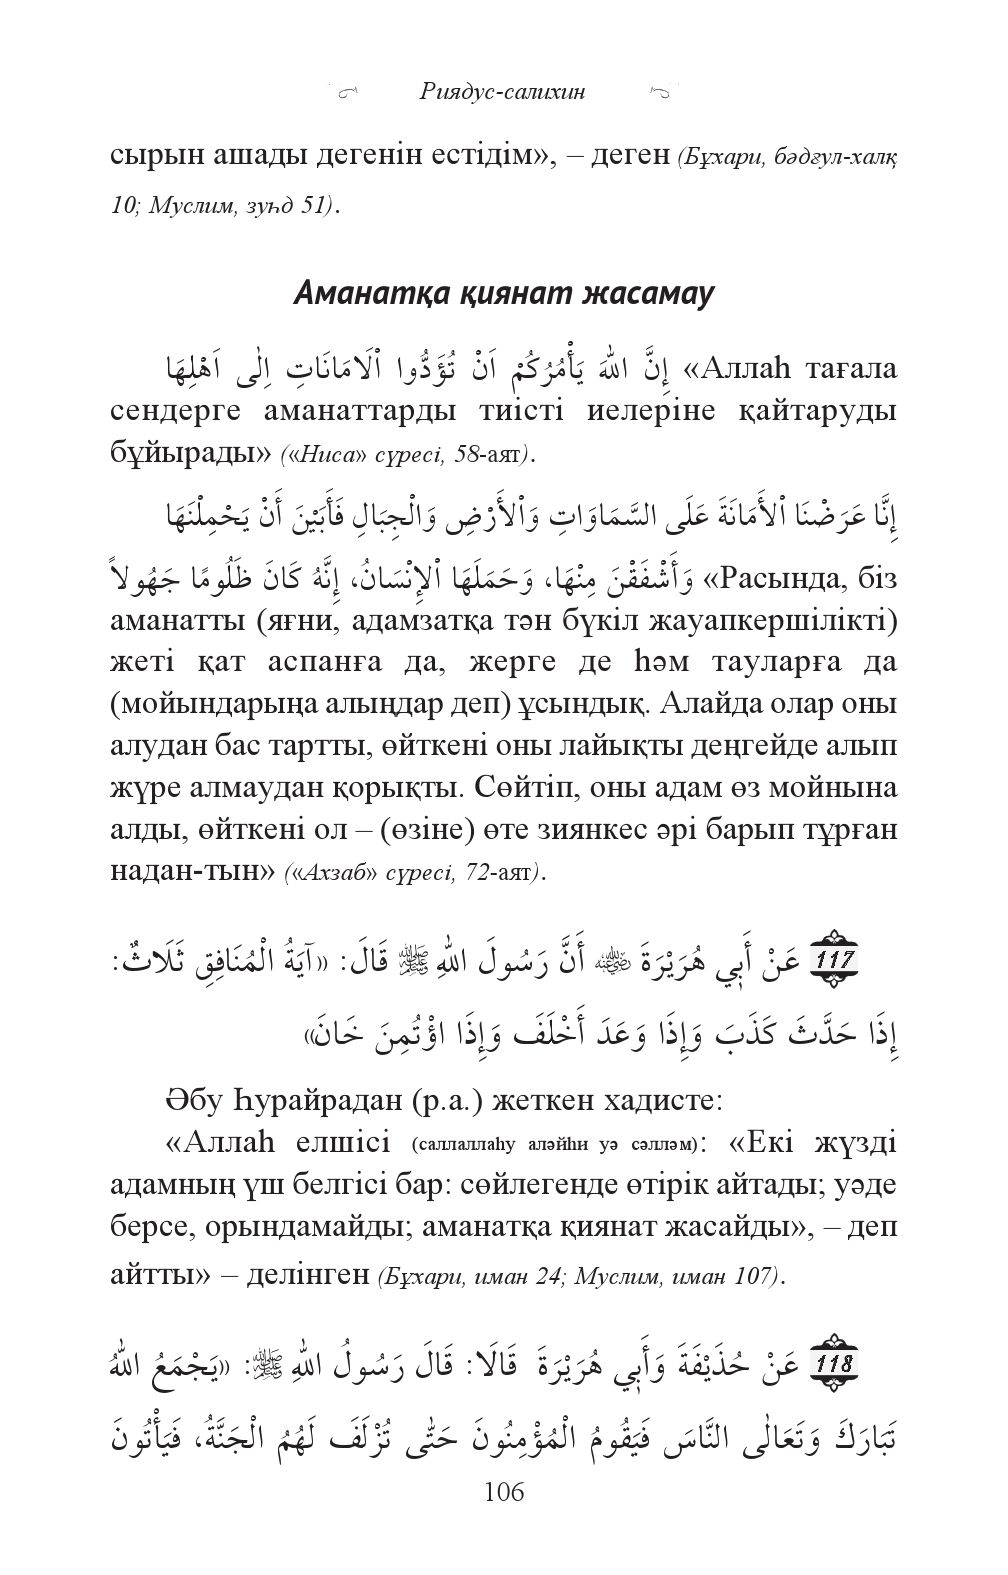 Риядус-салихин
сырын ашады дегенін естідім», – деген (Бұхари, бәдғул-халқ
10; Муслим, зуһд 51).
Аманатқа қиянат жасамау
إِنَّ اللهَ يَأْمُرُكُمْ اَنْ تُؤَدُّوا اْلَامَانَاتِ اِلٰى اَهْلِهَا «Аллаһ тағала
сендерге аманаттарды тиісті иелеріне қайтаруды
бұйырады» («Ниса» сүресі, 58-аят).
إِنَّا عَرَضْنَا اْلأَمَانَةَ عَلَى السَّمَاوَاتِ وَاْلأَرْضِ وَالْجِبَالِ فَأَبَيْنَ أَنْ يَحْمِلْنَهَا
وَأَشْفَقْنَ مِنْهَا، وَحَمَلَهَا اْلإِنْسَانُ، إِنَّهُ كَانَ ظَلُومًا جَهُولاً «Расында, біз
аманатты (яғни, адамзатқа тән бүкіл жауапкершілікті)
жеті қат аспанға да, жерге де һәм тауларға да
(мойындарыңа алыңдар деп) ұсындық. Алайда олар оны
алудан бас тартты, өйткені оны лайықты деңгейде алып
жүре алмаудан қорықты. Сөйтіп, оны адам өз мойнына
алды, өйткені ол – (өзіне) өте зиянкес әрі барып тұрған
надан-тын» («Ахзаб» сүресі, 72-аят).
117 عَنْ أَبِي هُرَيْرَةَ ﷺ أَنَّ رَسُولَ اللهِ ﷺ قَالَ: «آيَةُ الْمُنَافِقِ ثَلَاثٌ:
إِذَا حَدَّثَ كَذَبَ وَإِذَا وَعَدَ أَخْلَفَ وَإِذَا اؤْتُمِنَ خَانَ»
Әбу Һурайрадан (р.а.) жеткен хадисте:
«Аллаһ елшісі (саллаллаһу аләйһи уә сәлләм): «Екі жүзді
адамның үш белгісі бар: сөйлегенде өтірік айтады; уәде
берсе, орындамайды; аманатқа қиянат жасайды», – деп
айтты» – делінген (Бұхари, иман 24; Муслим, иман 107).
118 عَنْ حُذَيْفَةَ وَأَبِي هُرَيْرَةَ قَالَا: قَالَ رَسُولُ اللهِ ﷺ: «يَجْمَعُ اللهُ
تَبَارَكَ وَتَعَالٰى النَّاسَ فَيَقُومُ الْمُؤْمِنُونَ حَتّٰى تُزْلَفَ لَهُمُ الْجَنَّةُ، فَيَأْتُونَ
106